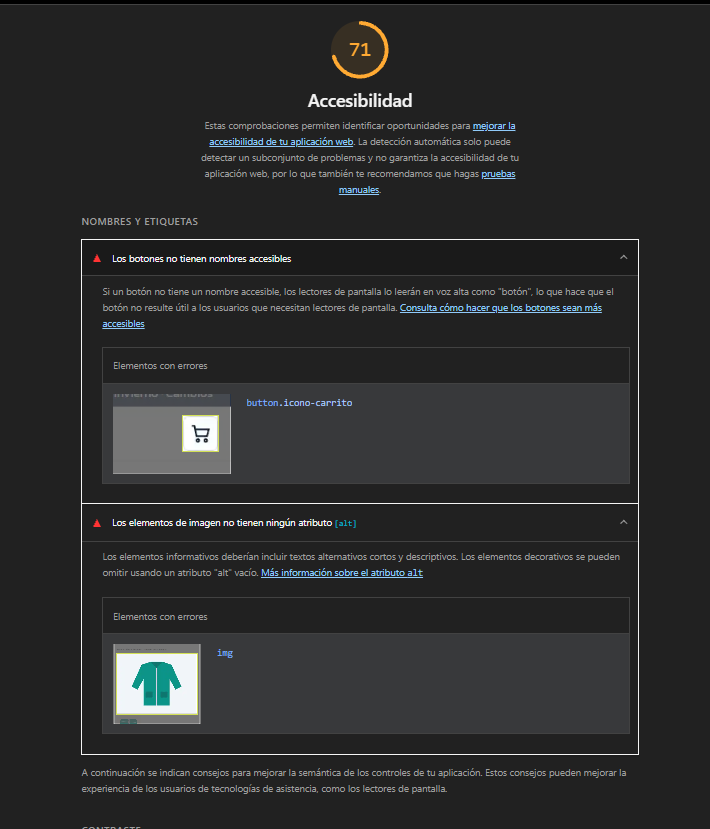 71
Accesibilidad
Estas comprobaciones permiten identificar oportunidades para mejorar la
accesibilidad de tu aplicación web. La detección automática solo puede
detectar un subconjunto de problemas y no garantiza la accesibilidad de tu
aplicación web, por lo que también te recomendamos que hagas pruebas
manuales.
NOMBRES Y ETIQUETAS
Los botones no tienen nombres accesibles
Si un botón no tiene un nombre accesible, los lectores de pantalla lo leerán en voz alta como "botón", lo que hace que el
botón no resulte útil a los usuarios que necesitan lectores de pantalla. Consulta cómo hacer que los botones sean más
accesibles
Elementos con errores
button.icono-carrito
Los elementos de imagen no tienen ningún atributo [alt]
Los elementos informativos deberían incluir textos alternativos cortos y descriptivos. Los elementos decorativos se pueden
omitir usando un atributo "alt" vacío. Más información sobre el atributo alt
Elementos con errores
img
A continuación se indican consejos para mejorar la semántica de los controles de tu aplicación. Estos consejos pueden mejorar la
experiencia de los usuarios de tecnologías de asistencia, como los lectores de pantalla.
CONTRASTE